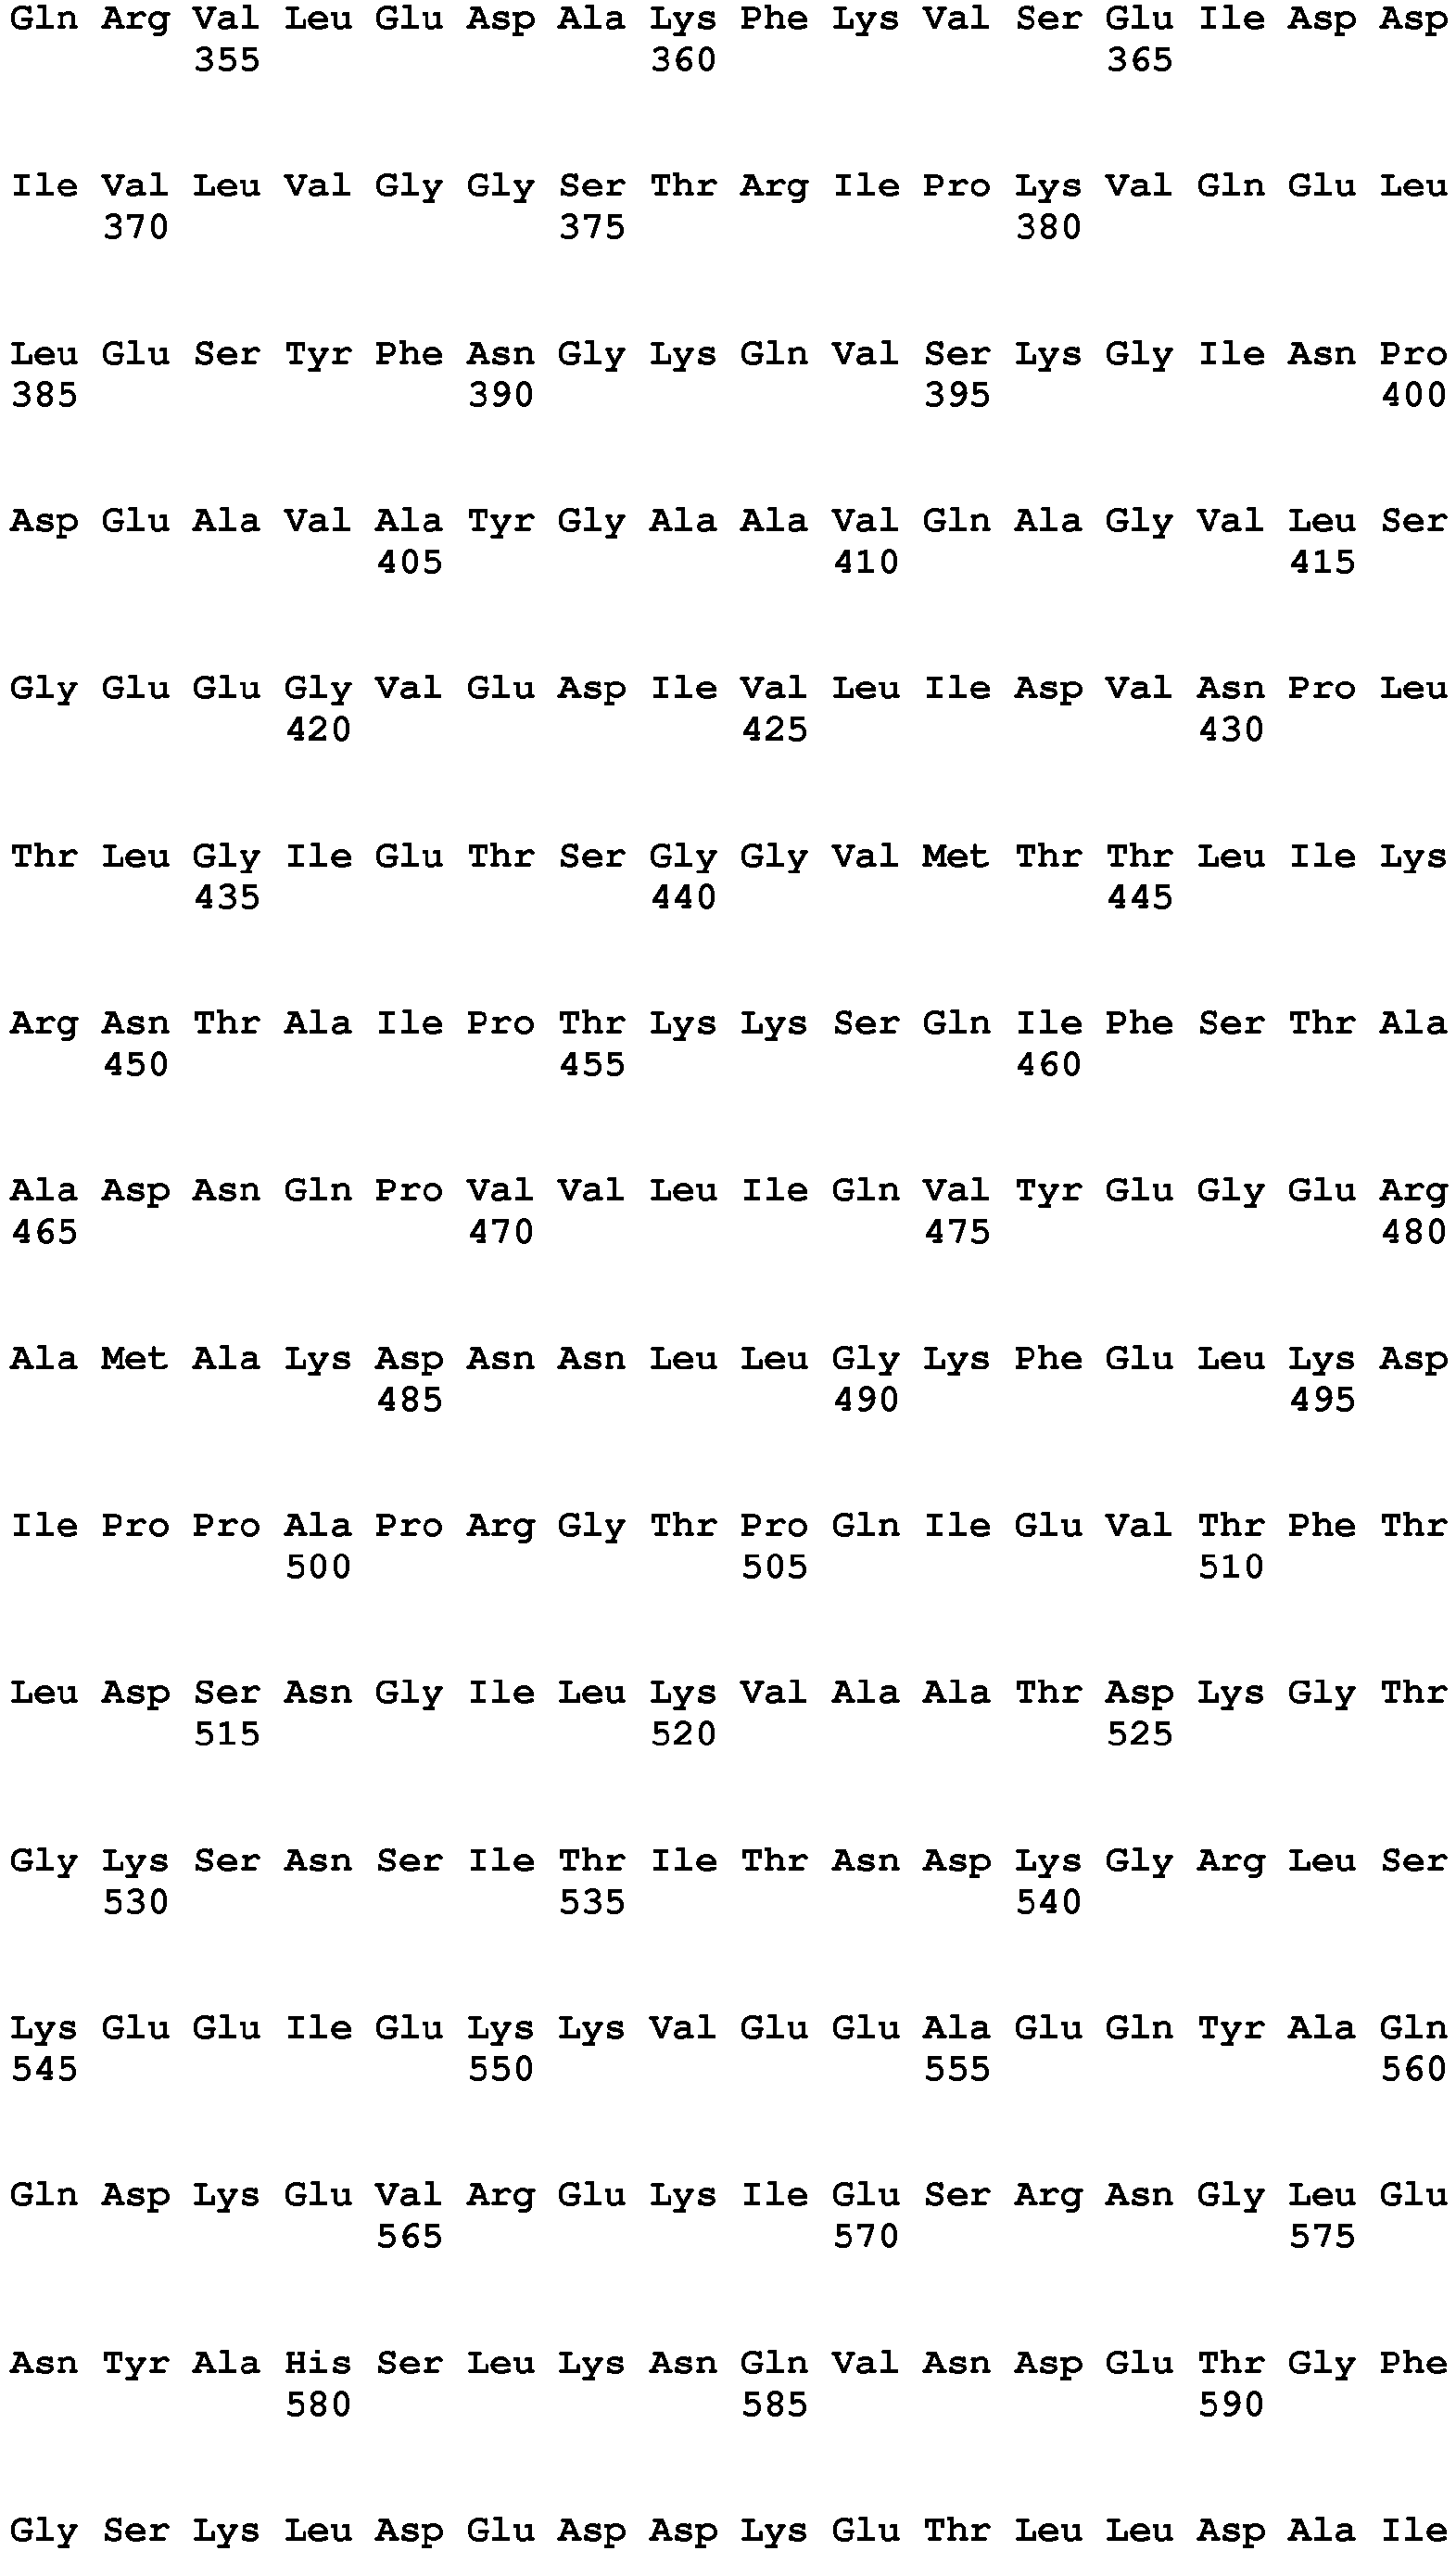 Gln Arg Val Leu Glu Asp Ala Lys Phe Lys Val Ser Glu Ile Asp Asp
355 360 365
Ile Val Leu Val Gly Gly Ser Thr Arg Ile Pro Lys Val Gln Glu Leu
370 375 380
Leu Glu Ser Tyr Phe Asn Gly Lys Gln Val Ser Lys Gly Ile Asn Pro
385 390 395 400
Asp Glu Ala Val Ala Tyr Gly Ala Ala Val Gln Ala Gly Val Leu Ser
405 410 415
Gly Glu Glu Gly Val Glu Asp Ile Val Leu Ile Asp Val Asn Pro Leu
420 425 430
Thr Leu Gly Ile Glu Thr Ser Gly Gly Val Met Thr Thr Leu Ile Lys
435 440 445
Arg Asn Thr Ala Ile Pro Thr Lys Lys Ser Gln Ile Phe Ser Thr Ala
450 455 460
Ala Asp Asn Gln Pro Val Val Leu Ile Gln Val Tyr Glu Gly Glu Arg
465 470 475 480
Ala Met Ala Lys Asp Asn Asn Leu Leu Gly Lys Phe Glu Leu Lys Asp
485 490 495
Ile Pro Pro Ala Pro Arg Gly Thr Pro Gln Ile Glu Val Thr Phe Thr
500 505 510
Leu Asp Ser Asn Gly Ile Leu Lys Val Ala Ala Thr Asp Lys Gly Thr
515 520 525
Gly Lys Ser Asn Ser Ile Thr Ile Thr Asn Asp Lys Gly Arg Leu Ser
530 535 540
Lys Glu Glu Ile Glu Lys Lys Val Glu Glu Ala Glu Gln Tyr Ala Gln
545 550 555 560
Gln Asp Lys Glu Val Arg Glu Lys Ile Glu Ser Arg Asn Gly Leu Glu
565 570 575
Asn Tyr Ala His Ser Leu Lys Asn Gln Val Asn Asp Glu Thr Gly Phe
580 585 590
Gly Ser Lys Leu Asp Glu Asp Asp Lys Glu Thr Leu Leu Asp Ala Ile